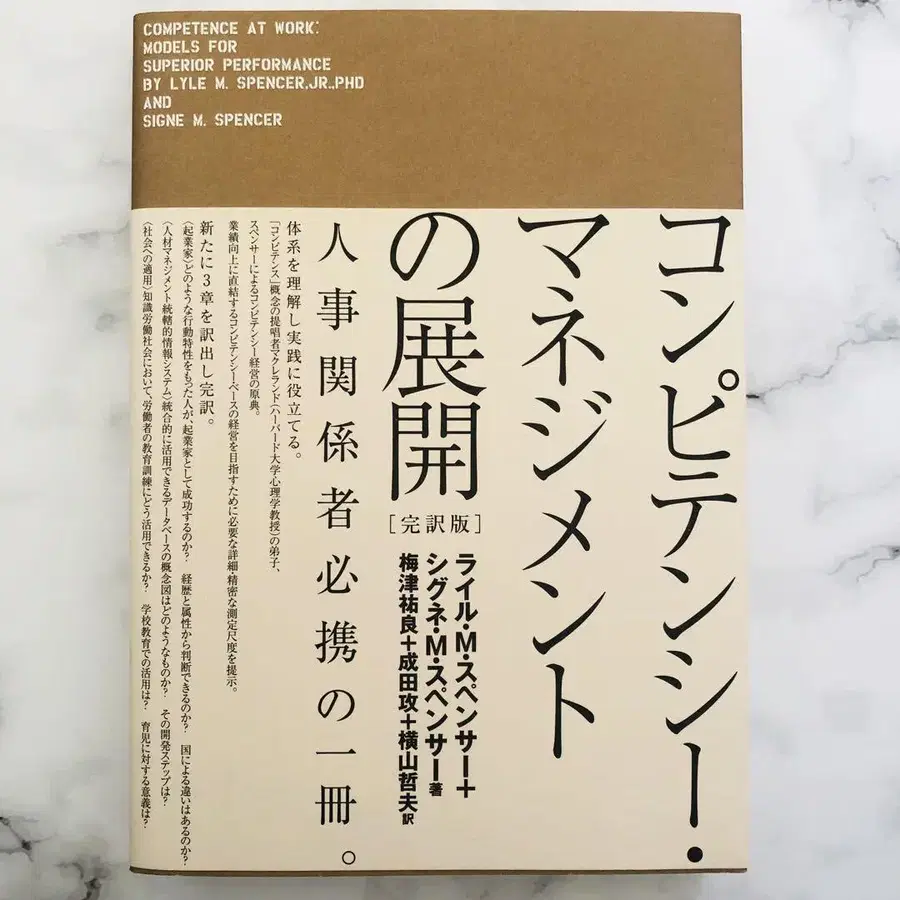 COMPETENCE AT WORK:
MODELS FOR
SUPERIOR PERFORMANCE
BY LYLE M. SPENCER,JR.,PHD
AND
SIGNE M. SPENCER
コンピテンシー・
マネジメント
の展開
[完訳版]
ライル・M・スペンサー+
シグネ・M・スペンサー著
梅津祐良+成田攻+横山哲夫訳
人事関係者必携の一冊。
体系を理解し実践に役立てる。
「コンピテンス」概念の提唱者マクレランド(ハーバード大学心理学教授)の弟子、
スペンサーによるコンピテンシー経営の原典。
業績向上に直結するコンピテンシー・ベースの経営を目指すために必要な詳細・精密な測定尺度を提示。
新たに3章を訳出し完訳。
〈起業家〉どのような行動特性をもった人が、起業家として成功するのか? 経歴と属性から判断できるのか? 国による違いはあるのか?
〈人材マネジメント統轄的情報システム〉統合的に活用できるデータベースの概念図はどのようなものか? その開発ステップは?
〈社会への適用〉知識労働社会において、労働者の教育訓練にどう活用できるか? 学校教育での活用は? 育児に対する意義は?